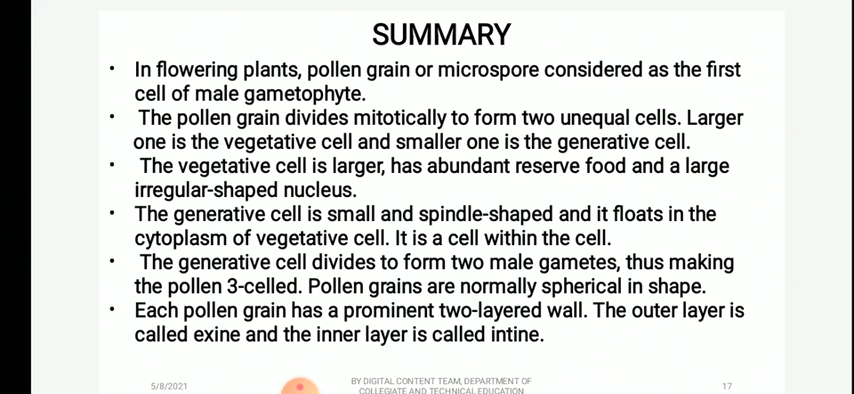 SUMMARY
• In flowering plants, pollen grain or microspore considered as the first
cell of male gametophyte.
• The pollen grain divides mitotically to form two unequal cells. Larger
one is the vegetative cell and smaller one is the generative cell.
• The vegetative cell is larger, has abundant reserve food and a large
irregular-shaped nucleus.
• The generative cell is small and spindle-shaped and it floats in the
cytoplasm of vegetative cell. It is a cell within the cell.
• The generative cell divides to form two male gametes, thus making
the pollen 3-celled. Pollen grains are normally spherical in shape.
• Each pollen grain has a prominent two-layered wall. The outer layer is
called exine and the inner layer is called intine.
5/8/2021
BY DIGITAL CONTENT TEAM, DEPARTMENT OF
COLLEGIATE AND TECHNICAL EDUCATION
17